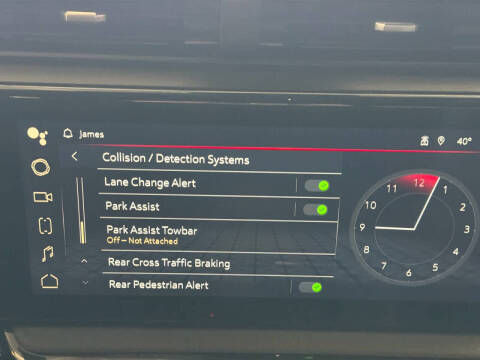 James
40°
Collision / Detection Systems
Lane Change Alert
Park Assist
Park Assist Towbar
Off – Not Attached
Rear Cross Traffic Braking
Rear Pedestrian Alert
12
1
2
3
4
5
6
7
8
9
10
11